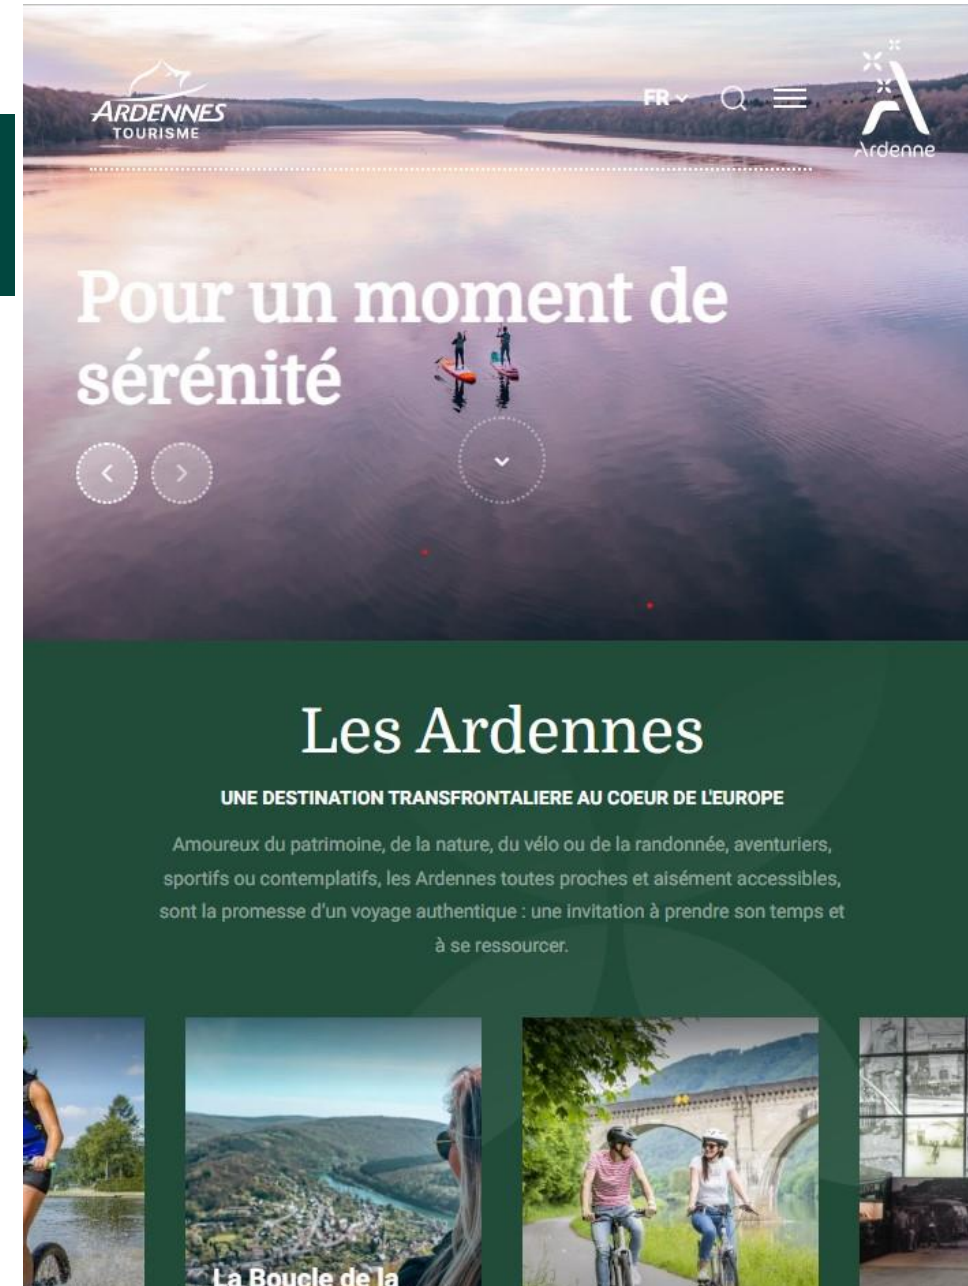 ARDENNES
TOURISME
FR
Ardenne
Pour un moment de
sérénité
Les Ardennes
UNE DESTINATION TRANSFRONTALIERE AU COEUR DE L'EUROPE
Amoureux du patrimoine, de la nature, du vélo ou de la randonnée, aventuriers,
sportifs ou contemplatifs, les Ardennes toutes proches et aisément accessibles,
sont la promesse d'un voyage authentique : une invitation à prendre son temps et
à se ressourcer.
La Boucle de la